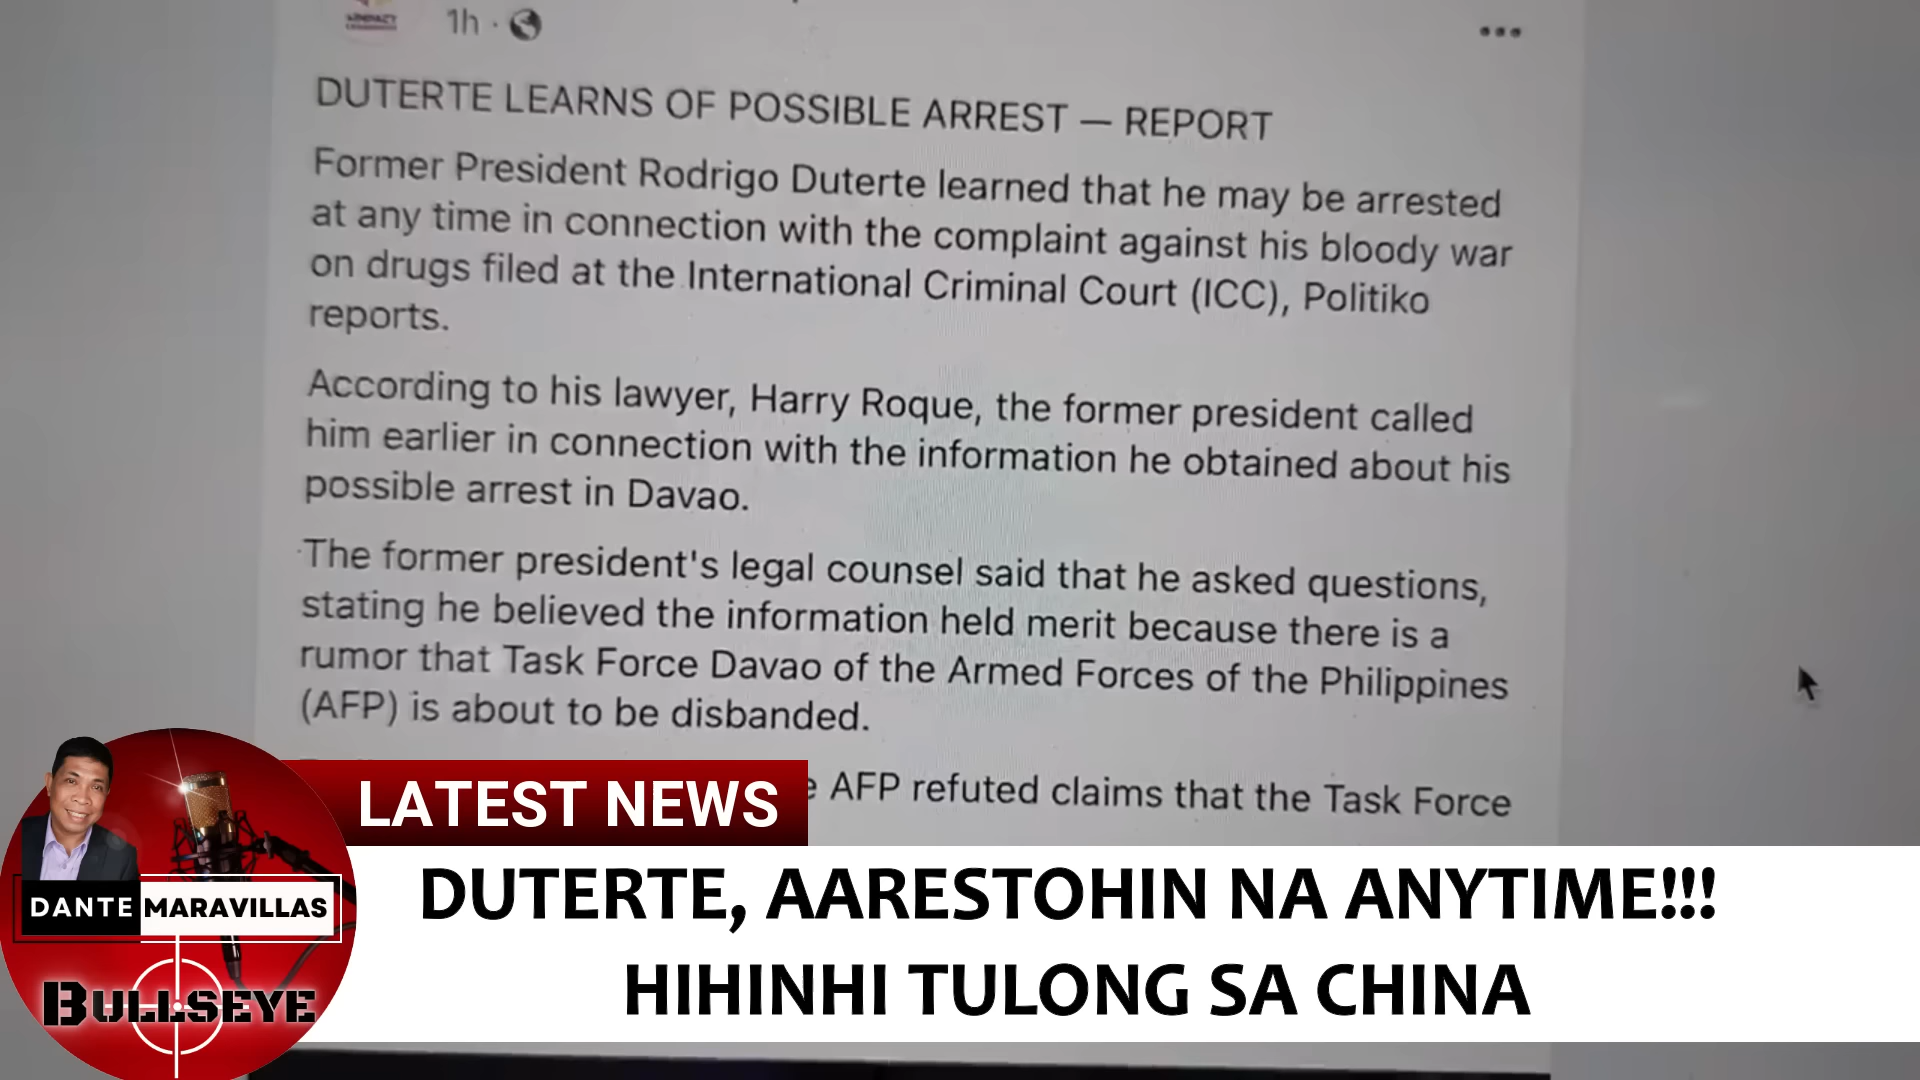 1h ·
DUTERTE LEARNS OF POSSIBLE ARREST — REPORT
Former President Rodrigo Duterte learned that he may be arrested
at any time in connection with the complaint against his bloody war
on drugs filed at the International Criminal Court (ICC), Politiko
reports.
According to his lawyer, Harry Roque, the former president called
him earlier in connection with the information he obtained about his
possible arrest in Davao.
The former president's legal counsel said that he asked questions,
stating he believed the information held merit because there is a
rumor that Task Force Davao of the Armed Forces of the Philippines
(AFP) is about to be disbanded.
AFP refuted claims that the Task Force
LATEST NEWS
DUTERTE, AARESTOHIN NA ANYTIME!!!
HIHINHI TULONG SA CHINA
DANTE MARAVILLAS
BULLSEYE